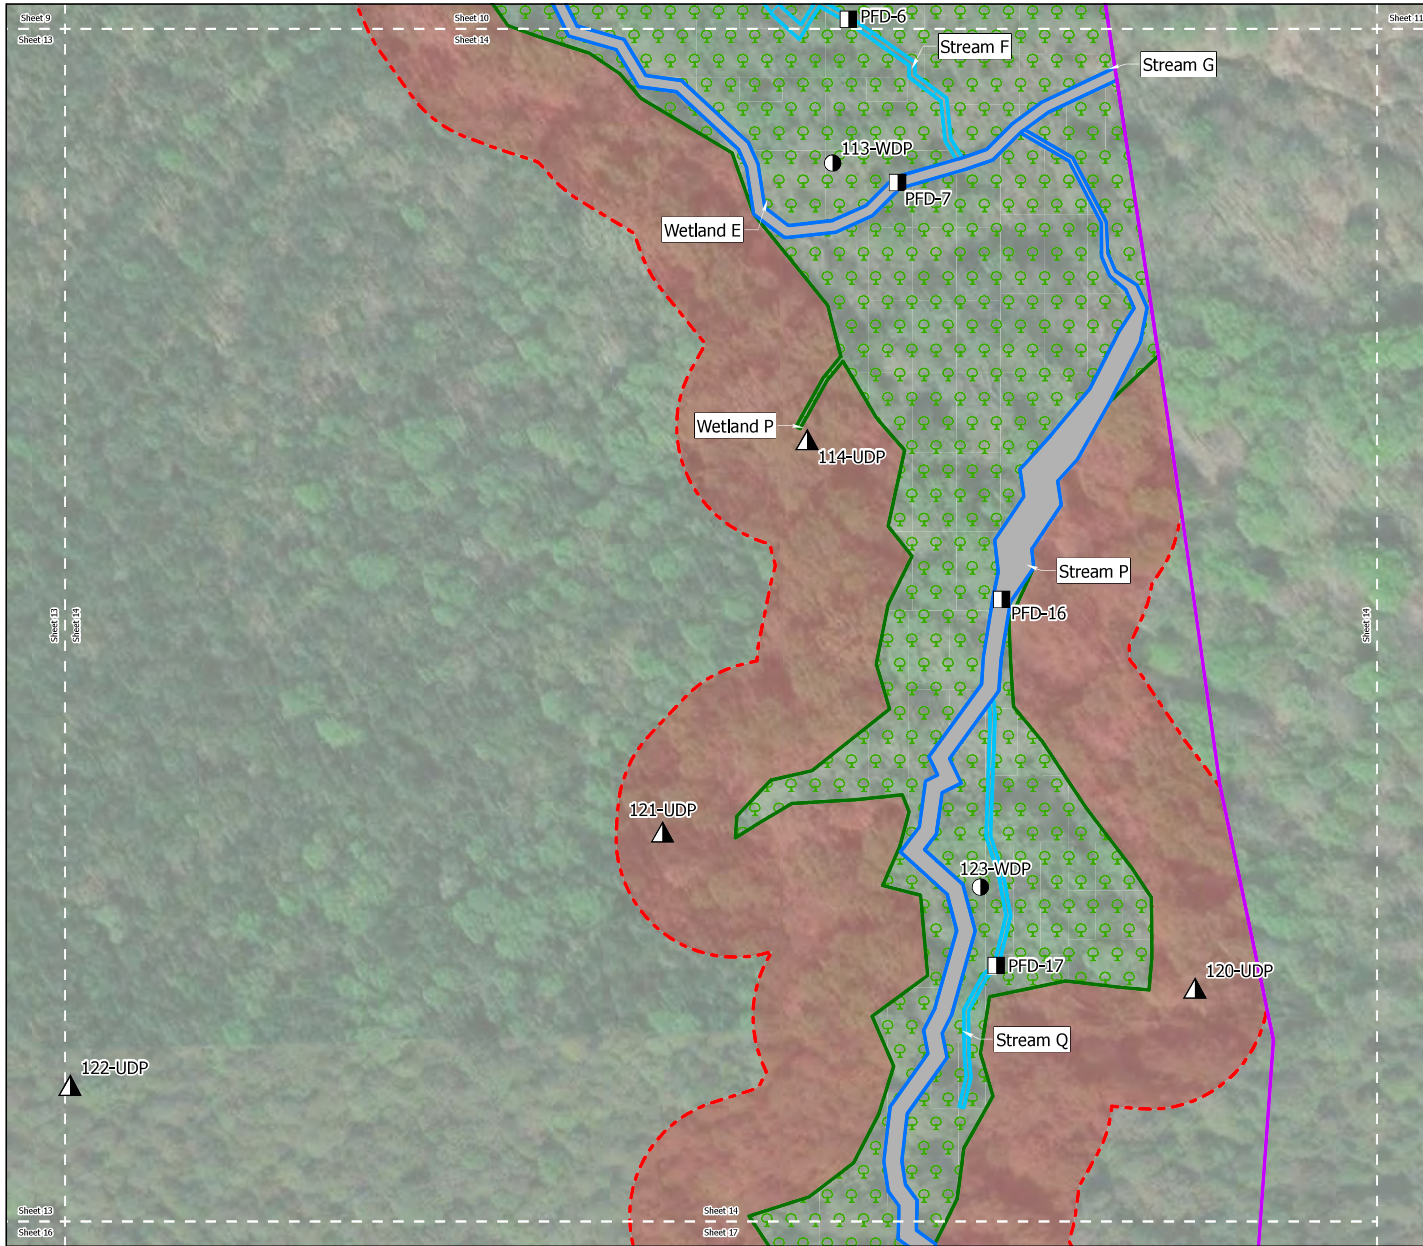 Sheet 9
Sheet 10
Sheet 11
Sheet 13
Sheet 14
PFD-6
Stream F
Stream G
113-WDP
PFD-7
Wetland E
Wetland P
114-UDP
Stream P
PFD-16
Sheet 13
Sheet 14
Sheet 14
121-UDP
123-WDP
PFD-17
120-UDP
Stream Q
122-UDP
Sheet 13
Sheet 14
Sheet 16
Sheet 17